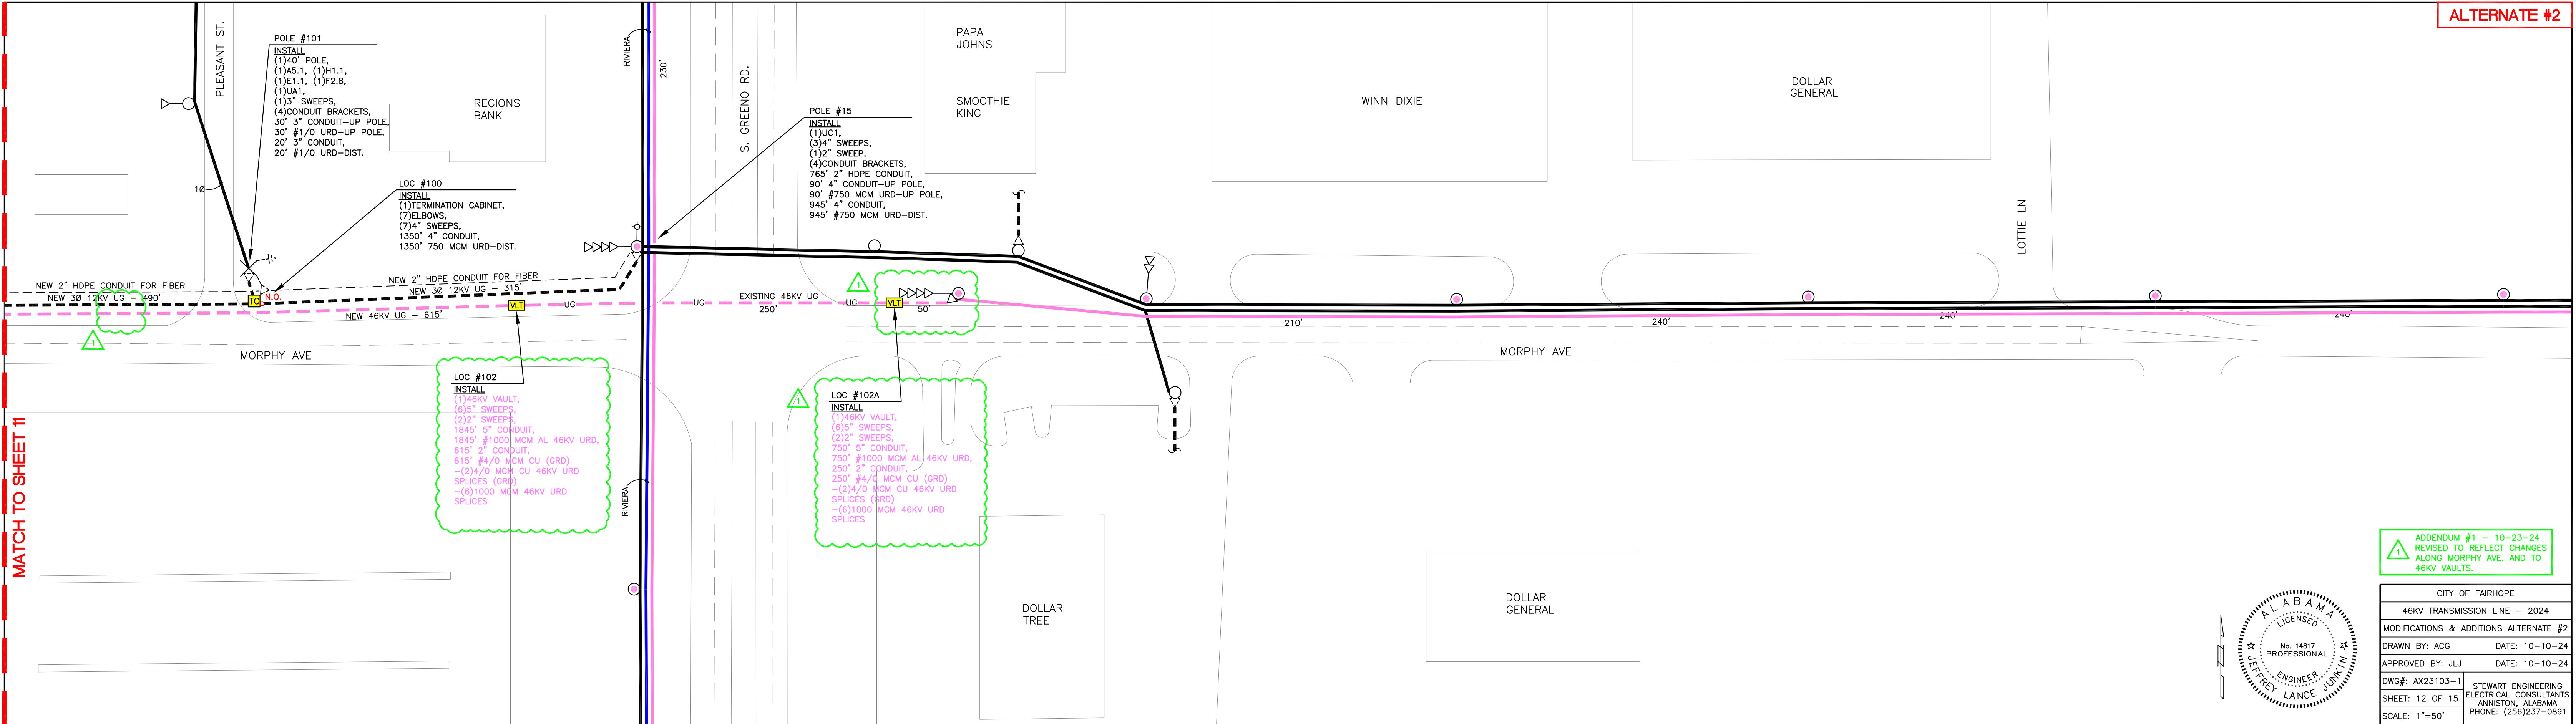 ALTERNATE #2
PLEASANT ST.
POLE #101
INSTALL
(1)40' POLE,
(1)A5.1, (1)H1.1,
(1)E1.1, (1)F2.8,
(1)UA1,
(1)3" SWEEPS,
(4)CONDUIT BRACKETS,
30' 3" CONDUIT-UP POLE,
30' #1/0 URD-UP POLE,
20' 3" CONDUIT,
20' #1/0 URD-DIST.
REGIONS
BANK
RIVIERA
230'
S. GREENO RD.
PAPA
JOHNS
SMOOTHIE
KING
WINN DIXIE
DOLLAR
GENERAL
POLE #15
INSTALL
(1)UC1,
(3)4" SWEEPS,
(1)2" SWEEP,
(4)CONDUIT BRACKETS,
765' 2" HDPE CONDUIT,
90' 4" CONDUIT-UP POLE,
90' #750 MCM URD-UP POLE,
945' 4" CONDUIT,
945' #750 MCM URD-DIST.
1Ø
LOC #100
INSTALL
(1)TERMINATION CABINET,
(7)ELBOWS,
(7)4" SWEEPS,
1350' 4" CONDUIT,
1350' 750 MCM URD-DIST.
LOTTIE LN
NEW 2" HDPE CONDUIT FOR FIBER
NEW 3Ø 12KV UG - 490'
TC
N.O.
NEW 2" HDPE CONDUIT FOR FIBER
NEW 3Ø 12KV UG - 315'
NEW 46KV UG - 615'
VLT
UG
UG
EXISTING 46KV UG
250'
UG
1
VLT
50'
210'
240'
240'
240'
1
MORPHY AVE
MORPHY AVE
LOC #102
INSTALL
(1)46KV VAULT,
(6)5" SWEEPS,
(2)2" SWEEPS,
1845' 5" CONDUIT,
1845' #1000 MCM AL 46KV URD,
615' 2" CONDUIT,
615' #4/0 MCM CU (GRD)
-(2)4/0 MCM CU 46KV URD
SPLICES (GRD)
-(6)1000 MCM 46KV URD
SPLICES
1
LOC #102A
INSTALL
(1)46KV VAULT,
(6)5" SWEEPS,
(2)2" SWEEPS,
750' 5" CONDUIT,
750' #1000 MCM AL 46KV URD,
250' 2" CONDUIT,
250' #4/0 MCM CU (GRD)
-(2)4/0 MCM CU 46KV URD
SPLICES (GRD)
-(6)1000 MCM 46KV URD
SPLICES
MATCH TO SHEET 11
RIVIERA
DOLLAR
TREE
DOLLAR
GENERAL
1
ADDENDUM #1 - 10-23-24
REVISED TO REFLECT CHANGES
ALONG MORPHY AVE, AND TO
46KV VAULTS.
N
ALABAMA
LICENSED
No. 14817
PROFESSIONAL
ENGINEER
JEFFREY LANCE JUNKIN
CITY OF FAIRHOPE
46KV TRANSMISSION LINE - 2024
MODIFICATIONS & ADDITIONS ALTERNATE #2
DRAWN BY: ACG DATE: 10-10-24
APPROVED BY: JLJ DATE: 10-10-24
DWG#: AX23103-1
SHEET: 12 OF 15
SCALE: 1"=50'
STEWART ENGINEERING
ELECTRICAL CONSULTANTS
ANNISTON, ALABAMA
PHONE: (256)237-0891